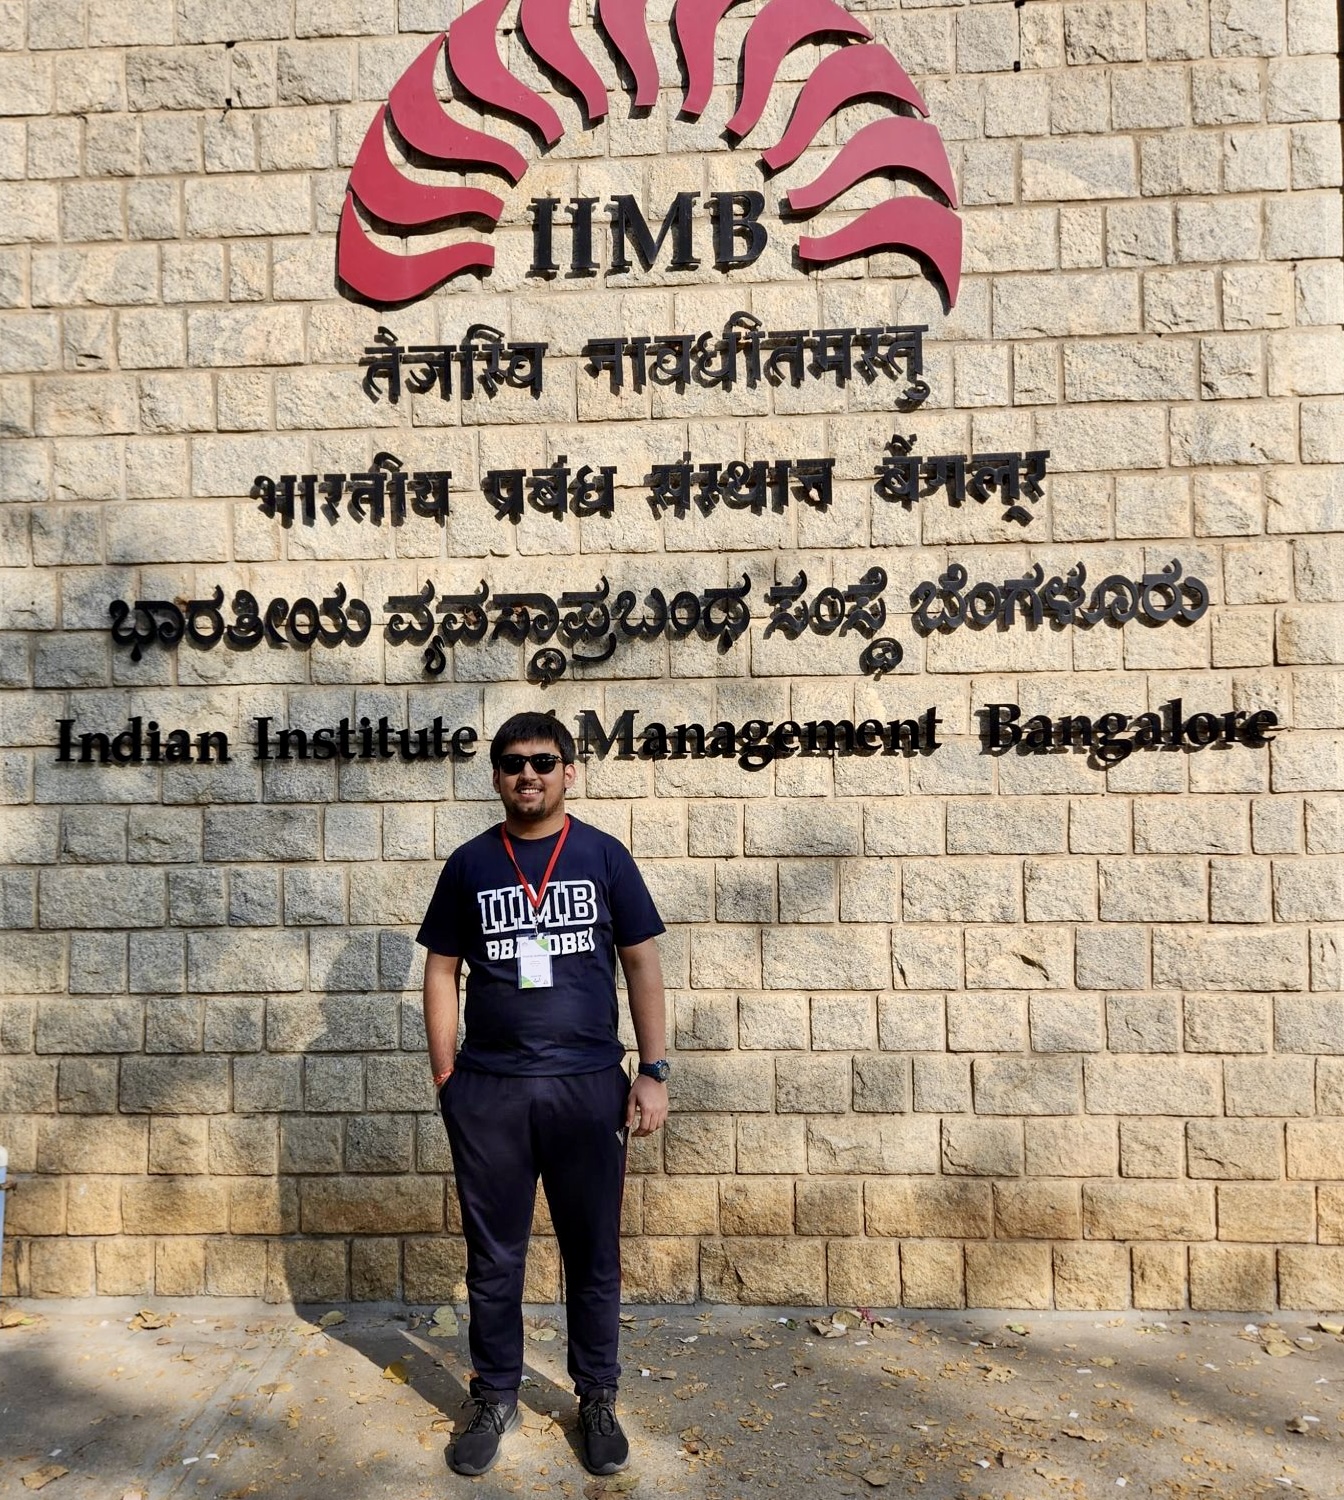 IIMB
तेजस्वि नावधीतमस्तु
भारतीय प्रबंध संस्थान बेंगलूर
ಭಾರತೀಯ ವ್ಯವಸ್ಥಾಪ್ರಬಂಧ ಸಂಸ್ಥೆ ಬೆಂಗಳೂರು
Indian Institute Management Bangalore
IIMB